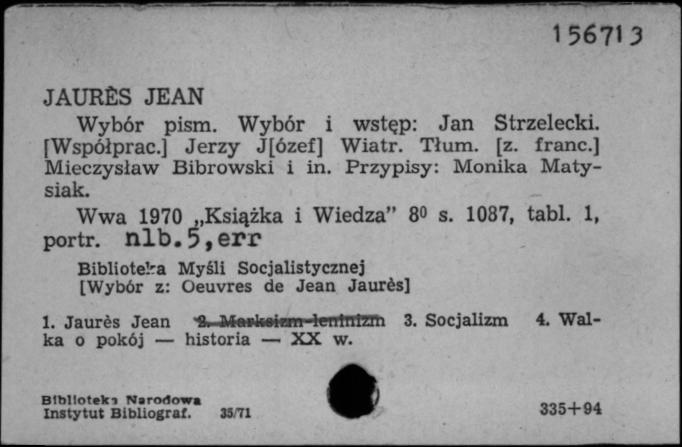 156713
JAURÈS JEAN
Wybór pism. Wybór i wstęp: Jan Strzelecki.
[Współprac.] Jerzy J[ózef] Wiatr. Tłum. [z. franc.]
Mieczysław Bibrowski i in. Przypisy: Monika Maty-
siak.
Wwa 1970 „Książka i Wiedza” 8⁰ s. 1087, tabl. 1,
portr. nlb.5,err
Biblioteka Myśli Socjalistycznej
[Wybór z: Oeuvres de Jean Jaurès]
1. Jaurès Jean 2. Marksizm-leninizm 3. Socjalizm 4. Wal-
ka o pokój — historia — XX w.
Biblioteka Narodowa
Instytut Bibliograf. 35/71 335+94